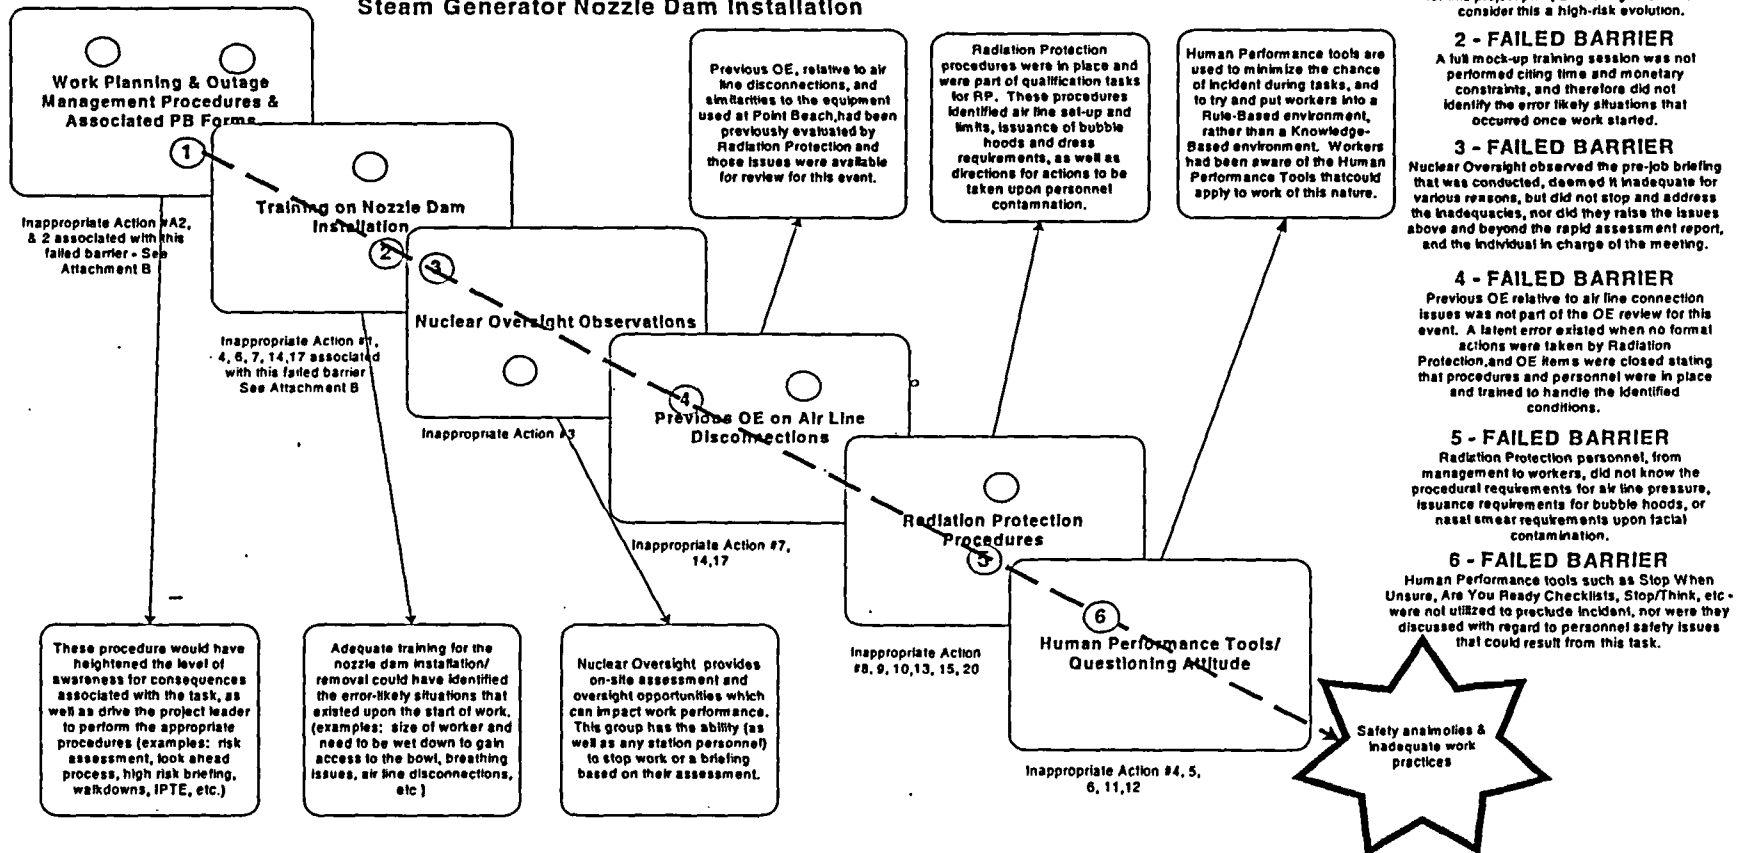 Steam Generator Nozzle Dam Installation
Work Planning & Outage
Management Procedures &
Associated PB Forms
1
Inappropriate Action #A2,
& 2 associated with this
failed barrier - See
Attachment B
Training on Nozzle Dam
Installation
2
Inappropriate Action #1,
4, 6, 7, 14,17 associated
with this failed barrier
See Attachment B
3
Nuclear Oversight Observations
Inappropriate Action #3
4
Previous OE on Air Line
Disconnections
Inappropriate Action #7,
14,17
Radiation Protection
Procedures
5
Inappropriate Action
#8, 9, 10,13, 15, 20
6
Human Performance Tools/
Questioning Attitude
Inappropriate Action #4, 5,
6, 11,12
Previous OE, relative to air
line disconnections, and
similarities to the equipment
used at Point Beach,had been
previously evaluated by
Radiation Protection and
those issues were available
for review for this event.
Radiation Protection
procedures were in place and
were part of qualification tasks
for RP. These procedures
identified air line set-up and
limits, issuance of bubble
hoods and dress
requirements, as well as
directions for actions to be
taken upon personnel
contamnation.
Human Performance tools are
used to minimize the chance
of incident during tasks, and
to try and put workers into a
Rule-Based environment,
rather than a Knowledge-
Based environment. Workers
had been aware of the Human
Performance Tools thatcould
apply to work of this nature.
These procedure would have
heightened the level of
awareness for consequences
associated with the task, as
well as drive the project leader
to perform the appropriate
procedures (examples: risk
assessment, look ahead
process, high risk briefing,
walkdowns, IPTE, etc.)
Adequate training for the
nozzle dam installation/
removal could have identified
the error-likely situations that
existed upon the start of work.
(examples: size of worker and
need to be wet down to gain
access to the bowl, breathing
issues, air line disconnections,
etc )
Nuclear Oversight provides
on-site assessment and
oversight opportunities which
can impact work performance.
This group has the ability (as
well as any station personnel)
to stop work or a briefing
based on their assessment.
consider this a high-risk evolution.
2 - FAILED BARRIER
A full mock-up training session was not
performed citing time and monetary
constraints, and therefore did not
identify the error likely situations that
occurred once work started.
3 - FAILED BARRIER
Nuclear Oversight observed the pre-job briefing
that was conducted, deemed it inadequate for
various reasons, but did not stop and address
the inadequacies, nor did they raise the issues
above and beyond the rapid assessment report,
and the individual in charge of the meeting.
4 - FAILED BARRIER
Previous OE relative to air line connection
issues was not part of the OE review for this
event. A latent error existed when no formal
actions were taken by Radiation
Protection,and OE items were closed stating
that procedures and personnel were in place
and trained to handle the identified
conditions.
5 - FAILED BARRIER
Radiation Protection personnel, from
management to workers, did not know the
procedural requirements for air line pressure,
issuance requirements for bubble hoods, or
nasal smear requirements upon facial
contamination.
6 - FAILED BARRIER
Human Performance tools such as Stop When
Unsure, Are You Ready Checklists, Stop/Think, etc -
were not utilized to preclude incident, nor were they
discussed with regard to personnel safety issues
that could result from this task.
Safety analmolies &
inadequate work
practices